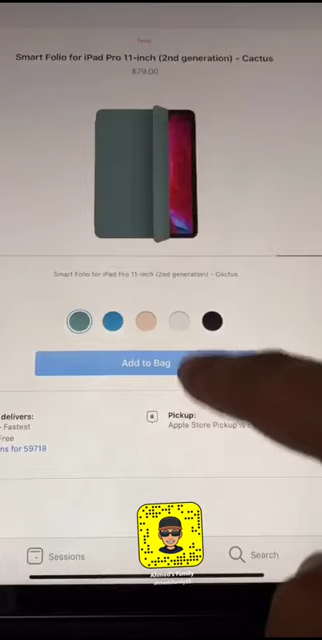 Smart Folio for iPad Pro 11-inch (2nd generation) - Cactus
$79.00
Smart Folio for iPad Pro 11-inch (2nd generation) - Cactus
Add to Bag
delivers:
- Fastest
Free
ns for 59718
Pickup:
Apple Store Pickup is
Sessions
Search
Ahmed's Family